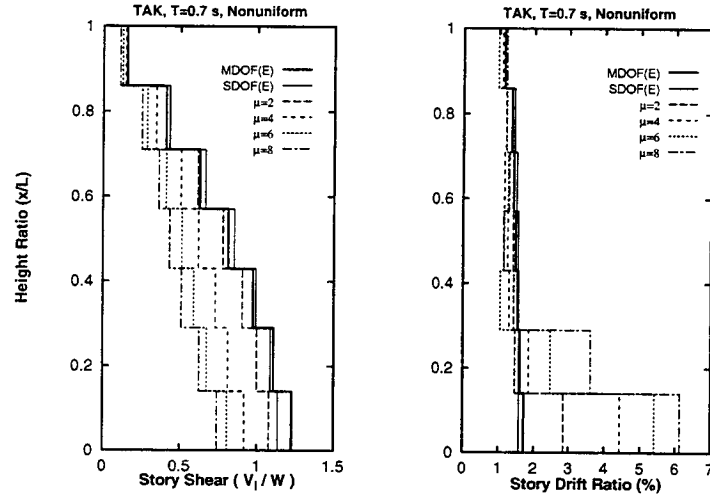 TAK, T=0.7 s, Nonuniform
MDOF(E)
SDOF(E)
μ=2
μ=4
μ=6
μ=8
1
0.8
0.6
0.4
0.2
0
Height Ratio (x/L)
0
0.5
1
1.5
Story Shear ( V_I / W )
TAK, T=0.7 s, Nonuniform
MDOF(E)
SDOF(E)
μ=2
μ=4
μ=6
μ=8
1
0.8
0.6
0.4
0.2
0
0
1
2
3
4
5
6
7
Story Drift Ratio (%)